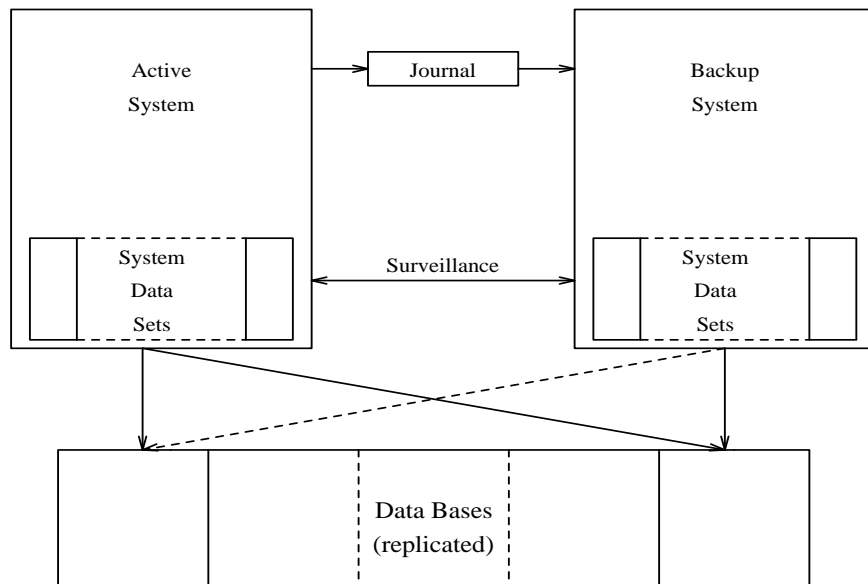 Active
System
Journal
Backup
System
System
Data
Sets
Surveillance
System
Data
Sets
Data Bases
(replicated)